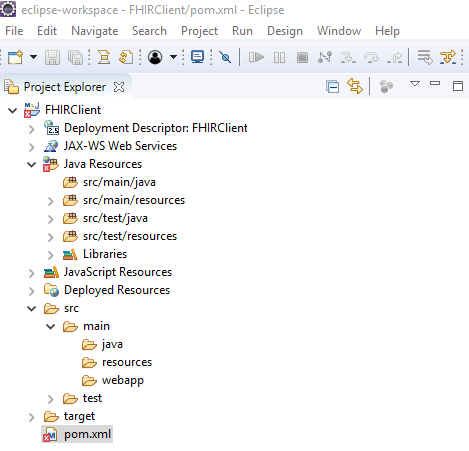 eclipse-workspace - FHIRClient/pom.xml - Eclipse
File Edit Navigate Search Project Run Design Window Help
Project Explorer
FHIRClient
Deployment Descriptor: FHIRClient
JAX-WS Web Services
Java Resources
src/main/java
src/main/resources
src/test/java
src/test/resources
Libraries
JavaScript Resources
Deployed Resources
src
main
java
resources
webapp
test
target
pom.xml